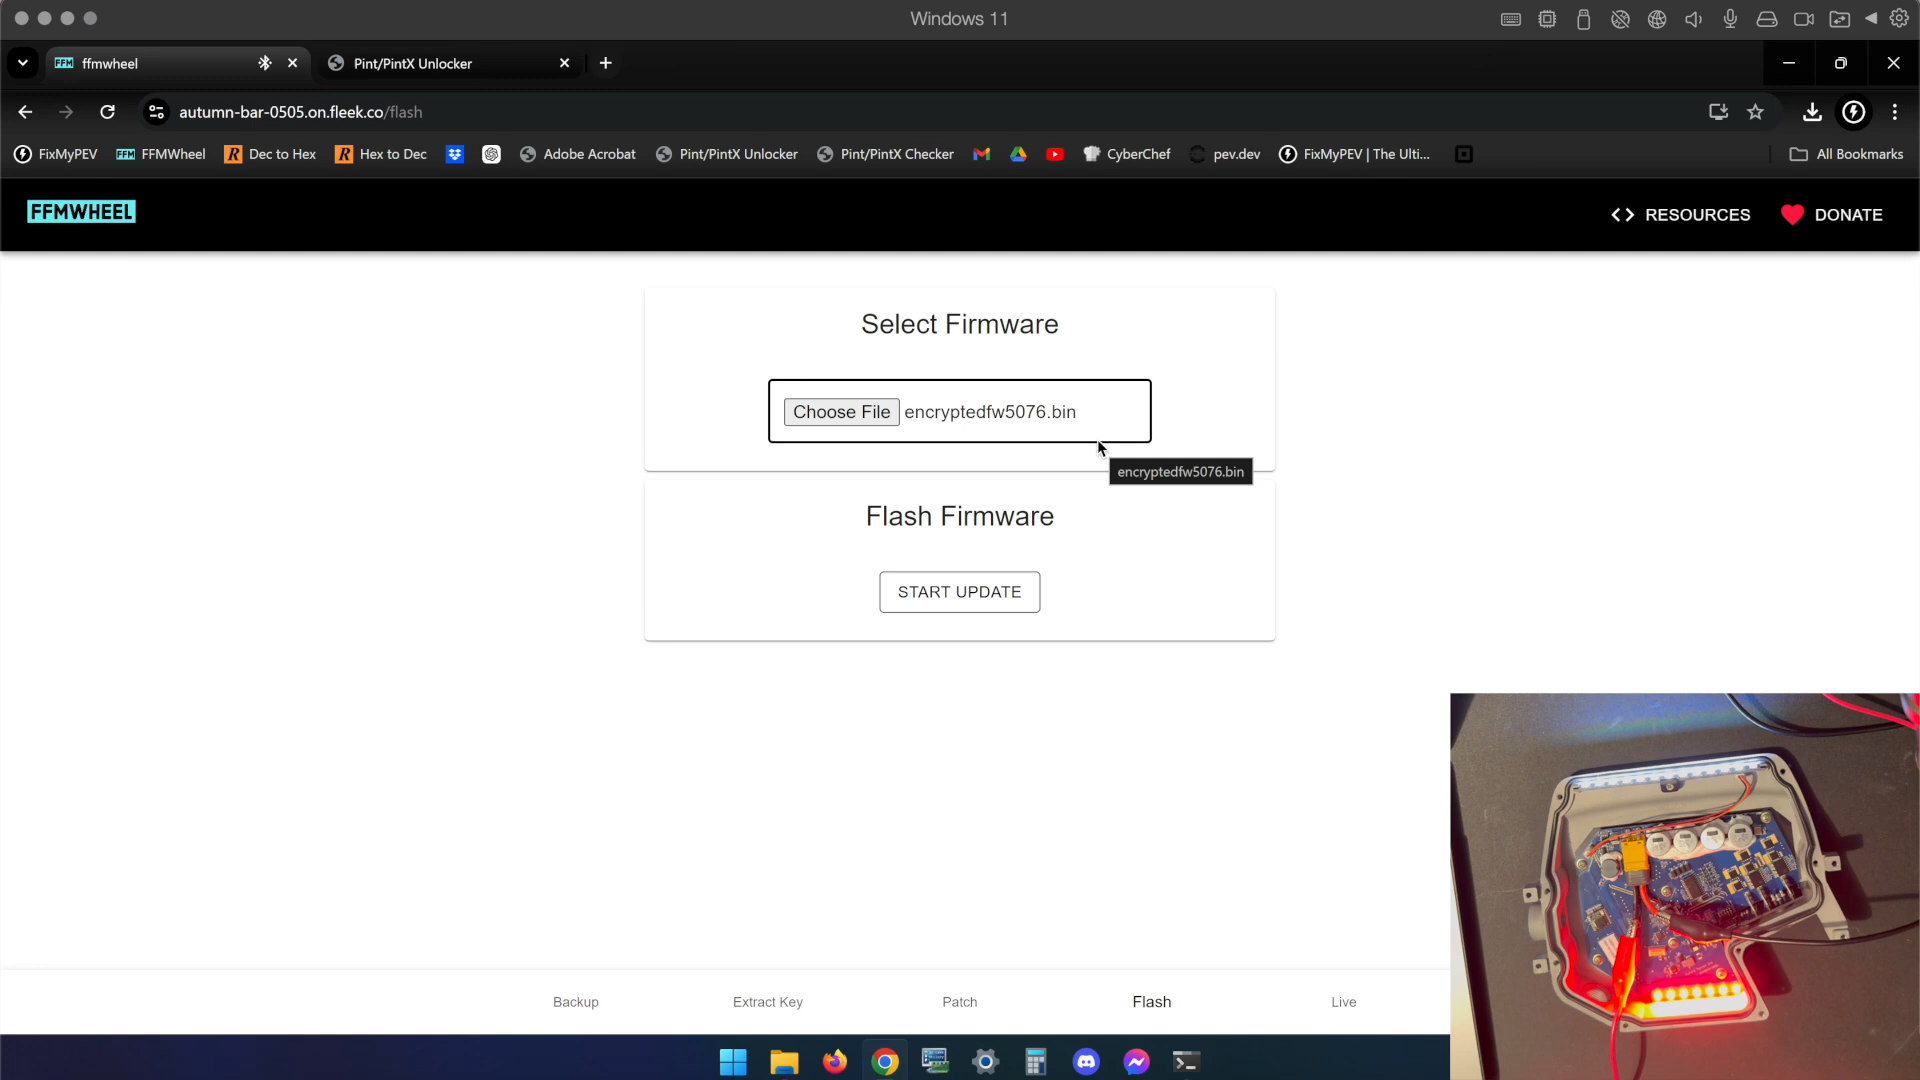 Windows 11
FFM ffmwheel
Pint/PintX Unlocker
autumn-bar-0505.on.fleek.co/flash
FixMyPEV
FFM FFMWheel
R Dec to Hex
R Hex to Dec
Adobe Acrobat
Pint/PintX Unlocker
Pint/PintX Checker
CyberChef
pev.dev
FixMyPEV | The Ulti...
All Bookmarks
FFMWHEEL
RESOURCES
DONATE
Select Firmware
Choose File encryptedfw5076.bin
encryptedfw5076.bin
Flash Firmware
START UPDATE
Backup
Extract Key
Patch
Flash
Live